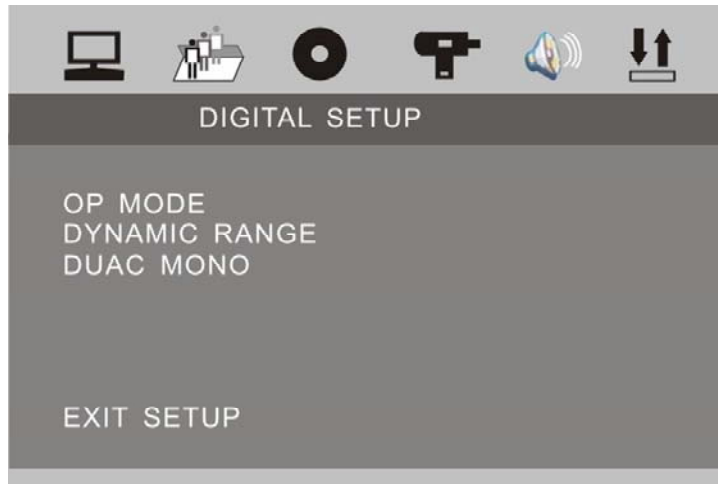 DIGITAL SETUP
OP MODE
DYNAMIC RANGE
DUAC MONO
EXIT SETUP